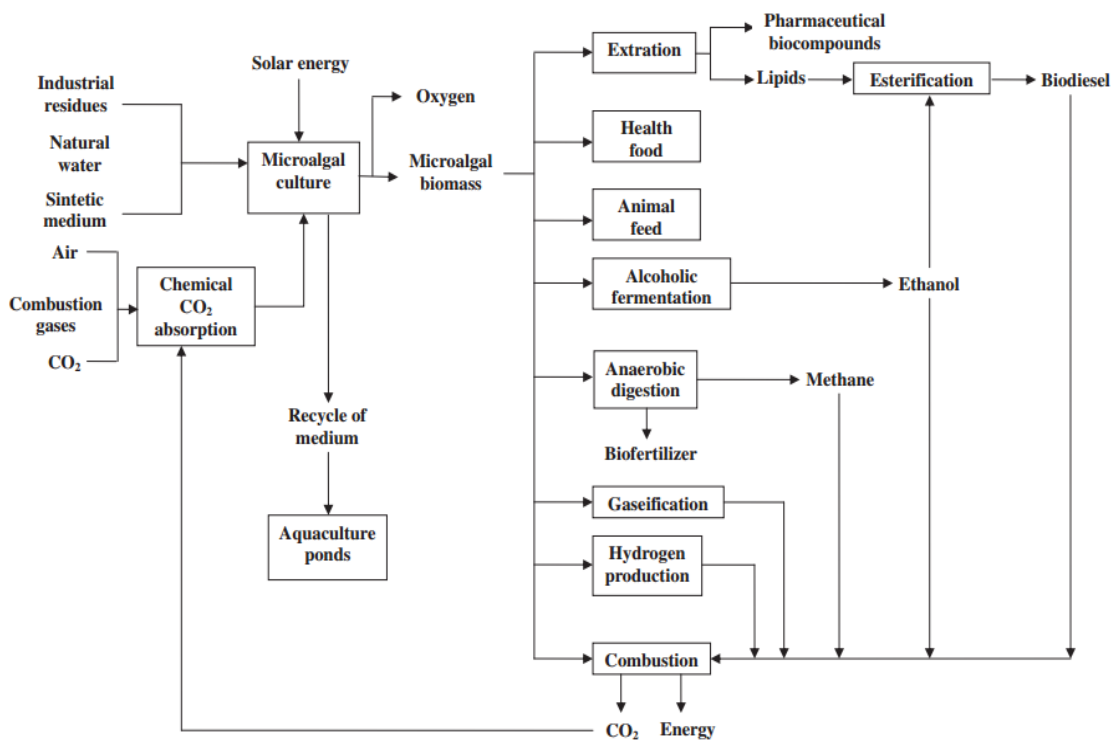 Solar energy
Industrial
residues
Natural
water
Sintetic
medium
Air
Combustion
gases
CO₂
Chemical
CO₂
absorption
Microalgal
culture
Oxygen
Microalgal
biomass
Recycle of
medium
Aquaculture
ponds
Extration
Pharmaceutical
biocompounds
Lipids
Esterification
Biodiesel
Health
food
Animal
feed
Alcoholic
fermentation
Ethanol
Anaerobic
digestion
Methane
Biofertilizer
Gaseification
Hydrogen
production
Combustion
CO₂
Energy